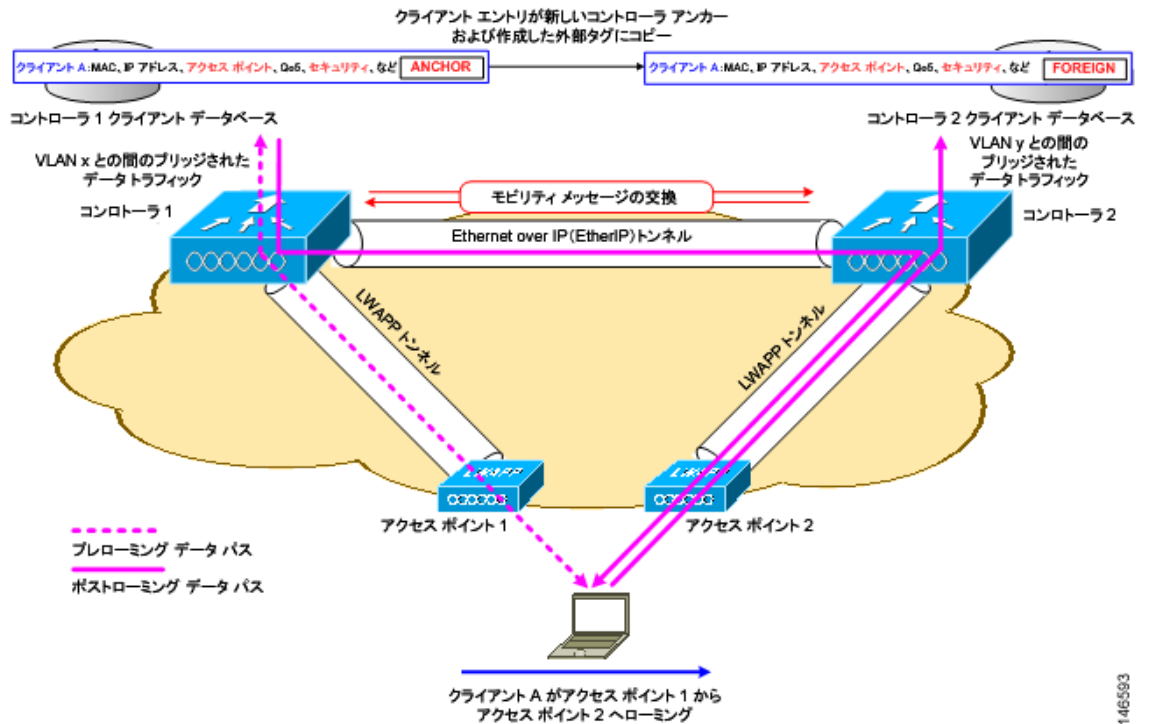 クライアント エントリが新しいコントローラ アンカー
および作成した外部タグにコピー
クライアント A:MAC、IP アドレス、アクセス ポイント、QoS、セキュリティ、など ANCHOR
クライアント A:MAC、IP アドレス、アクセス ポイント、QoS、セキュリティ、など FOREIGN
コントローラ 1 クライアント データベース
コントローラ 2 クライアント データベース
VLAN x との間のブリッジされた
データトラフィック
VLAN y との間の
ブリッジされた
データトラフィック
コンロトーラ 1
モビリティ メッセージの交換
コンロトーラ 2
Ethernet over IP(EtherIP)トンネル
LWAPP トンネル
LWAPP トンネル
LWAPP
LWAPP
アクセス ポイント 1
アクセス ポイント 2
プレローミング データ パス
ポストローミング データ パス
クライアント A がアクセス ポイント 1 から
アクセス ポイント 2 へローミング
146593